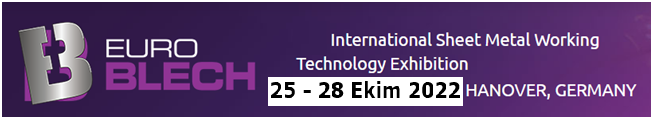 EURO
BLECH
International Sheet Metal Working
Technology Exhibition
25 - 28 Ekim 2022 HANOVER, GERMANY